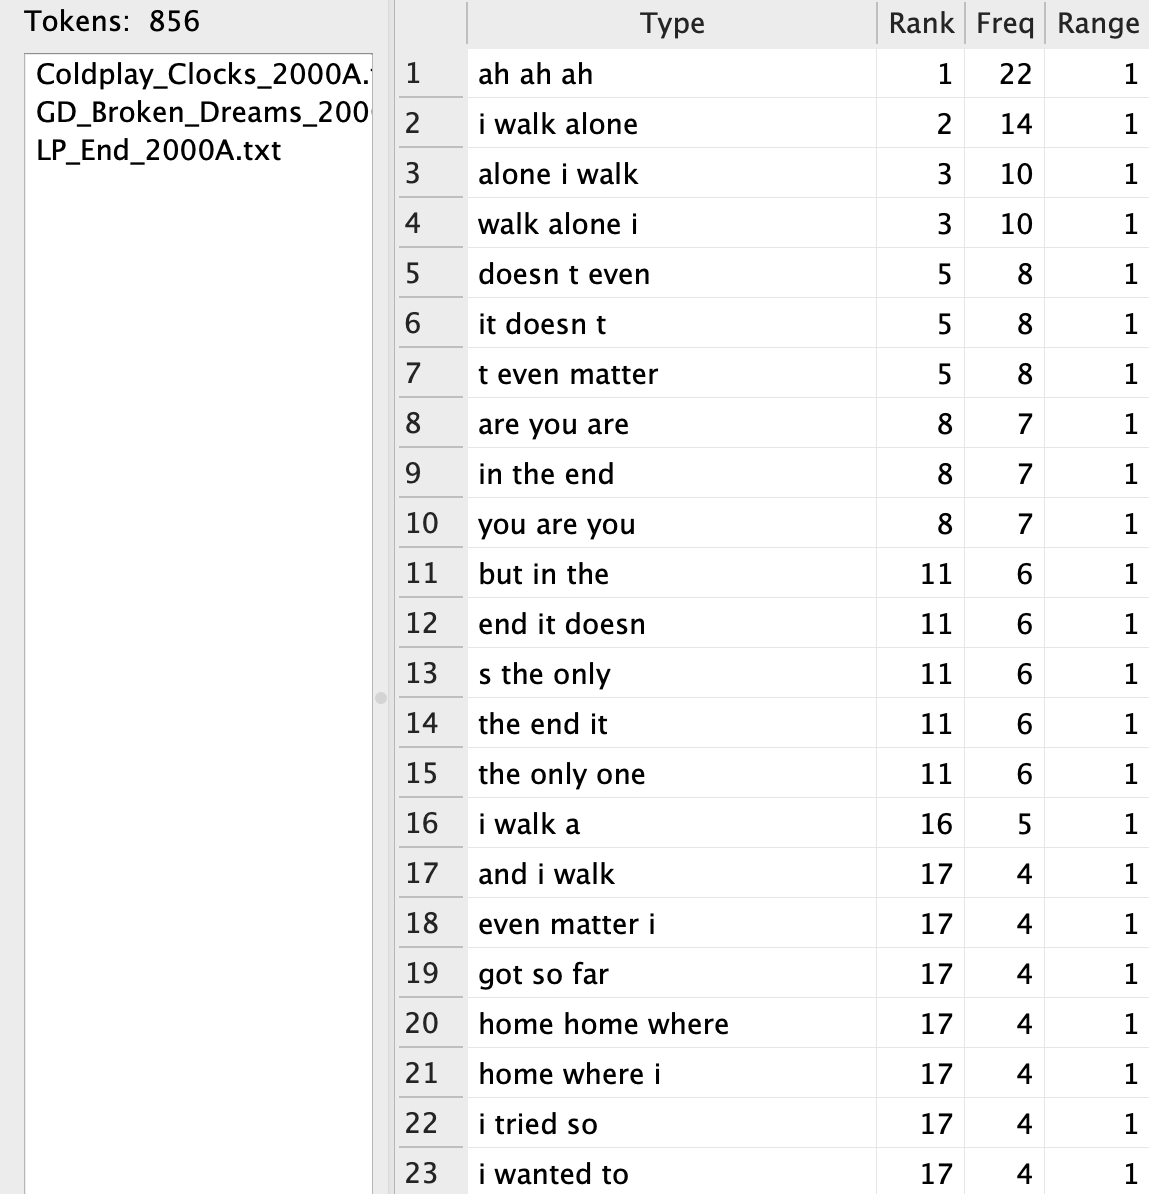 Tokens: 856
Coldplay_Clocks_2000A.
GD_Broken_Dreams_200
LP_End_2000A.txt
Type Rank Freq Range
1 ah ah ah 1 22 1
2 i walk alone 2 14 1
3 alone i walk 3 10 1
4 walk alone i 3 10 1
5 doesn t even 5 8 1
6 it doesn t 5 8 1
7 t even matter 5 8 1
8 are you are 8 7 1
9 in the end 8 7 1
10 you are you 8 7 1
11 but in the 11 6 1
12 end it doesn 11 6 1
13 s the only 11 6 1
14 the end it 11 6 1
15 the only one 11 6 1
16 i walk a 16 5 1
17 and i walk 17 4 1
18 even matter i 17 4 1
19 got so far 17 4 1
20 home home where 17 4 1
21 home where i 17 4 1
22 i tried so 17 4 1
23 i wanted to 17 4 1